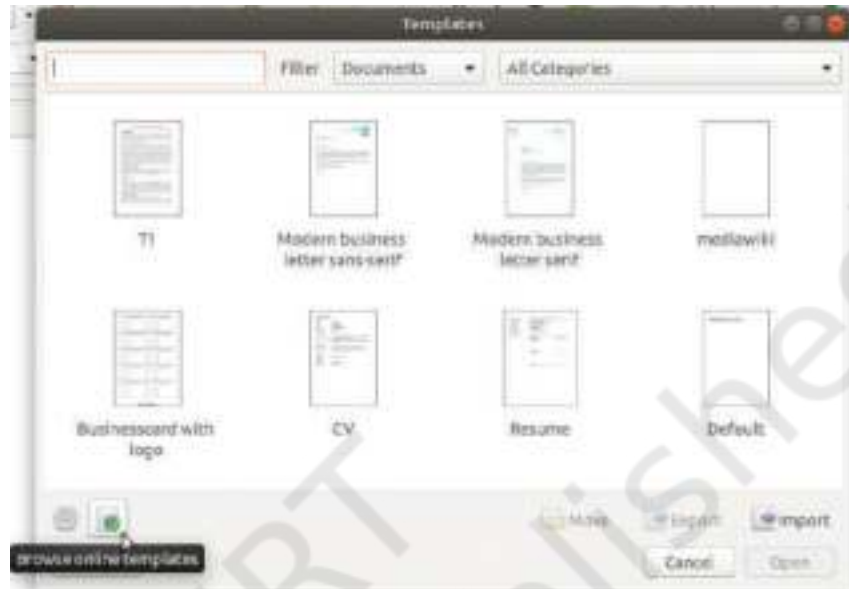 Templates
Filter Documents All Categories
T1 Modern business letter sans-serif Modern business letter serif mediawiki
Businesscard with logo CV Resume Default
Move Export Import
browse online templates
Cancel Open